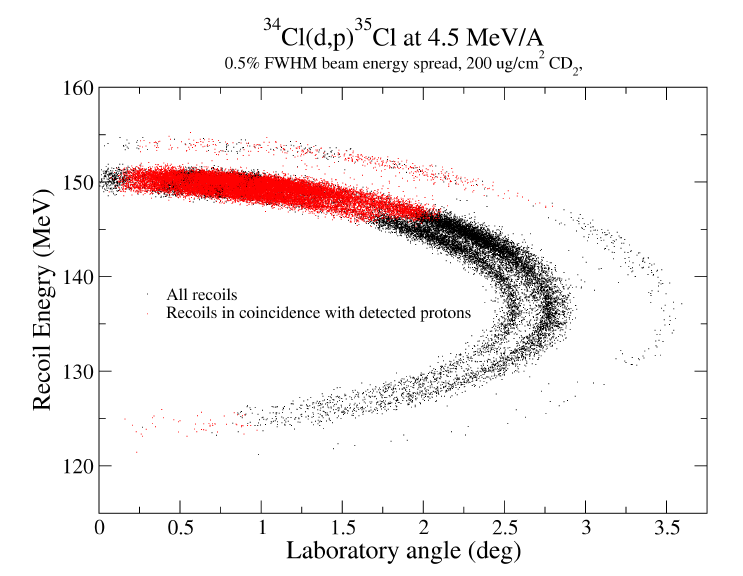 ³⁴Cl(d,p)³⁵Cl at 4.5 MeV/A
0.5% FWHM beam energy spread, 200 ug/cm² CD₂,
160
150
140
130
120
Recoil Enegry (MeV)
All recoils
Recoils in coincidence with detected protons
0 0.5 1 1.5 2 2.5 3 3.5
Laboratory angle (deg)